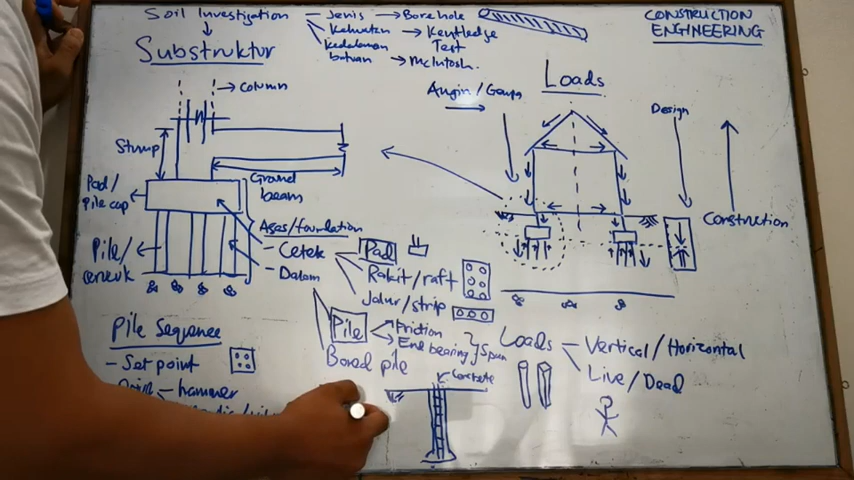 Soil Investigation
Jenis → Borehole
Kekuatan → Kentledge
Test
Kedalaman
batuan → McIntosh.
CONSTRUCTION
ENGINEERING
Substruktur
column
Stump
Pad/
Pile cap
Ground
beam
Pile/
cerucuk
Asas/foundation
- Cetek
- Dalam
Pad
Rakit/raft
Jalur/strip
Pile
Friction
End bearing
Spun
Bored pile
concrete
Pile Sequence
- Set point
hammer
Loads
Angin/
Design
Construction
Loads - Vertical/Horizontal
Live/Dead